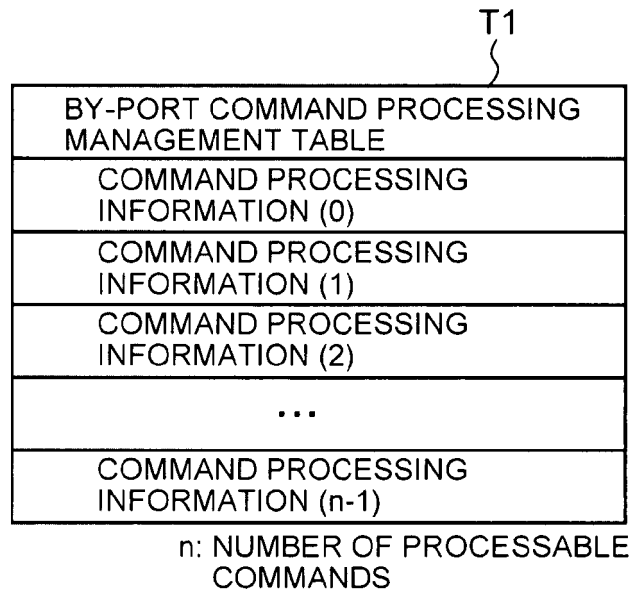 T1
BY-PORT COMMAND PROCESSING
MANAGEMENT TABLE
COMMAND PROCESSING
INFORMATION (0)
COMMAND PROCESSING
INFORMATION (1)
COMMAND PROCESSING
INFORMATION (2)
...
COMMAND PROCESSING
INFORMATION (n-1)
n: NUMBER OF PROCESSABLE
COMMANDS